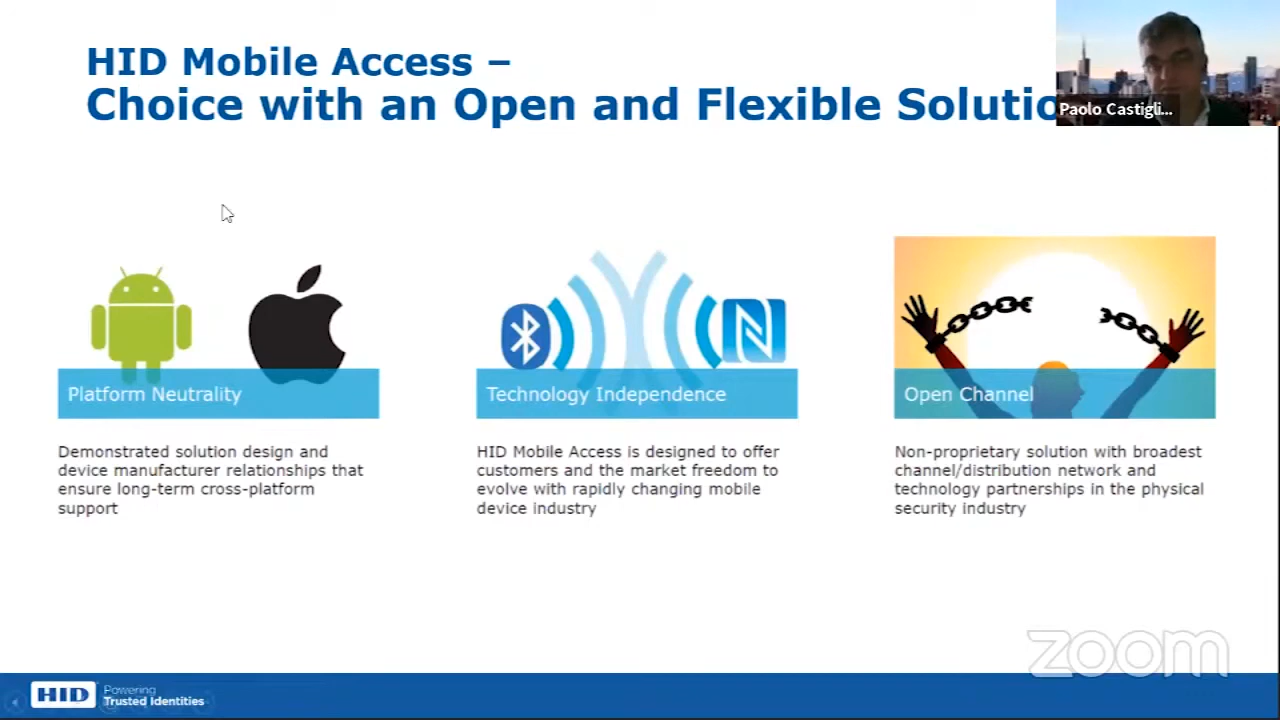 HID Mobile Access –
Choice with an Open and Flexible Solutio
Paolo Castigli...
Platform Neutrality
Technology Independence
Open Channel
Demonstrated solution design and
device manufacturer relationships that
ensure long-term cross-platform
support
HID Mobile Access is designed to offer
customers and the market freedom to
evolve with rapidly changing mobile
device industry
Non-proprietary solution with broadest
channel/distribution network and
technology partnerships in the physical
security industry
zoom
HID
Powering
Trusted Identities